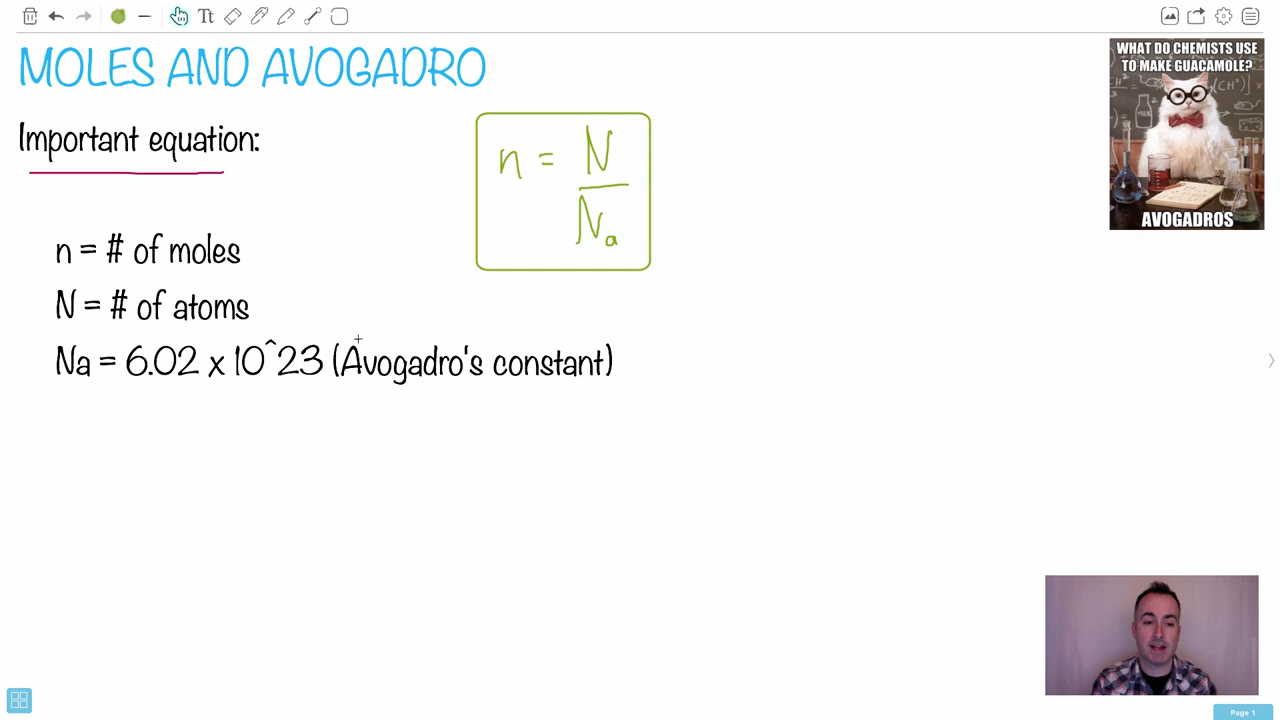 Tt
MOLES AND AVOGADRO
Important equation:
n = N
Na
n = # of moles
N = # of atoms
Na = 6.02 x 10^23 (Avogadro's constant)
WHAT DO CHEMISTS USE
TO MAKE GUACAMOLE?
AVOGADROS
Page 1